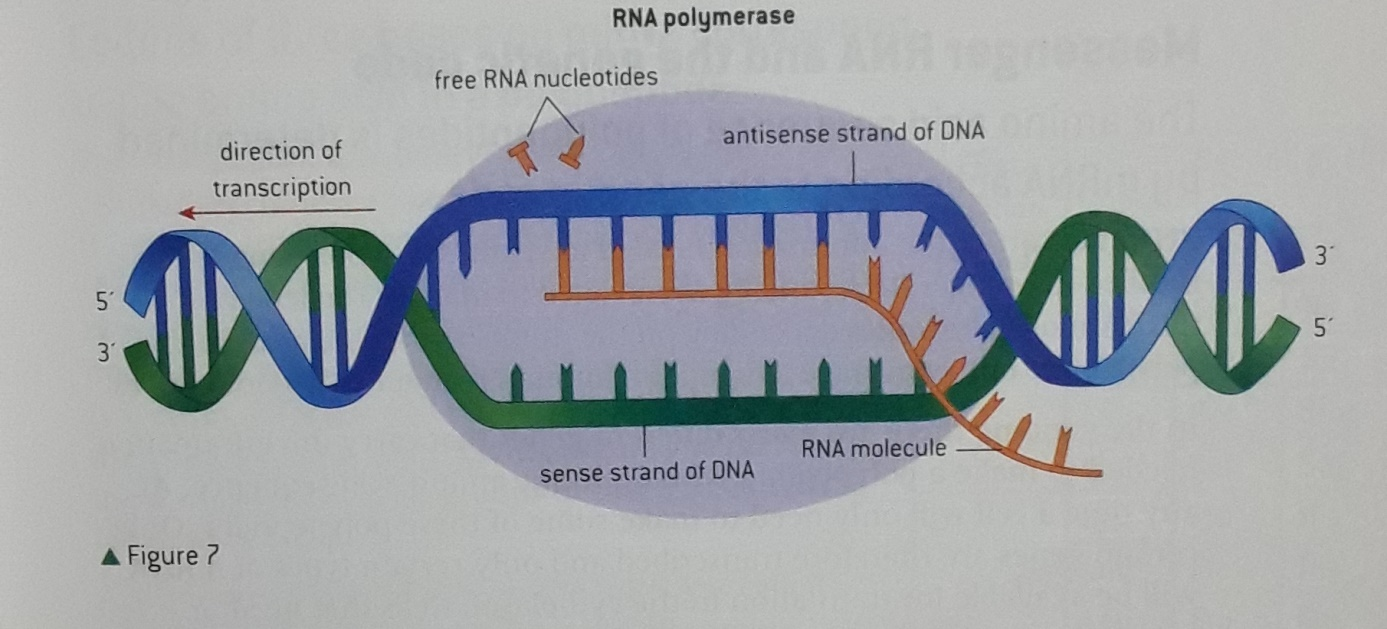 RNA polymerase
free RNA nucleotides
antisense strand of DNA
direction of
transcription
5´
3´
3´
5´
RNA molecule
sense strand of DNA
▲ Figure 7